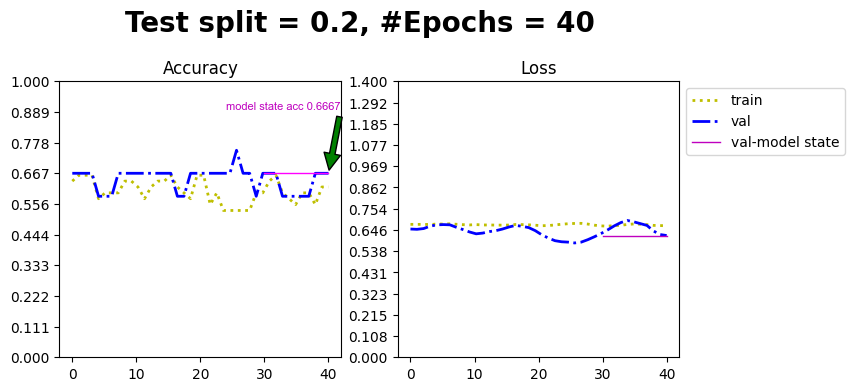 Test split = 0.2, #Epochs = 40
Accuracy
1.000
0.889
0.778
0.667
0.556
0.444
0.333
0.222
0.111
0.000
0 10 20 30 40
model state acc 0.6667
Loss
1.400
1.292
1.185
1.077
0.969
0.862
0.754
0.646
0.538
0.431
0.323
0.215
0.108
0.000
0 10 20 30 40
train
val
val-model state